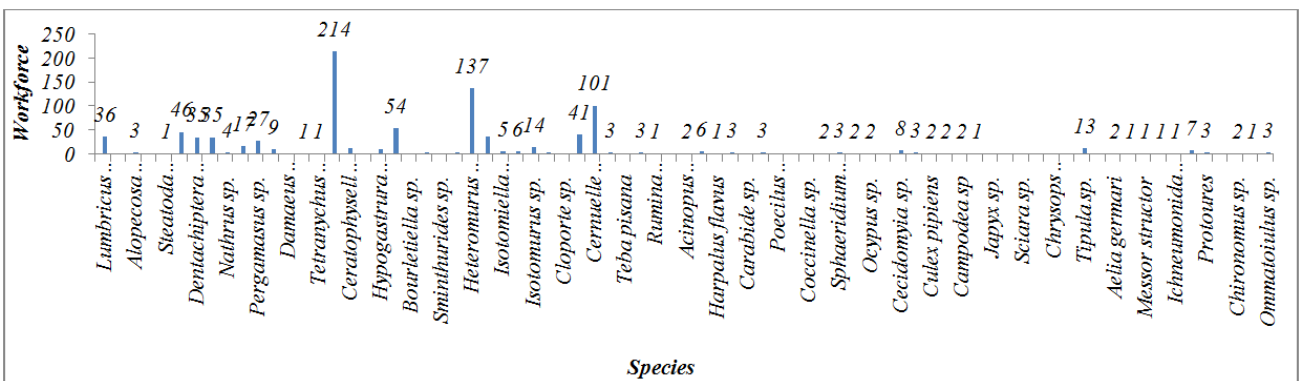 250
200
150
100
50
0
Workforce
36 3 1 46 35 35 4 17 27 9 1 1 214 54 137 5 6 14 41 101 3 3 1 2 6 1 3 3 2 3 2 2 8 3 2 2 2 1 13 2 1 1 1 1 7 3 2 1 3
Lumbricus ..
Alopecosa ..
Steatoda ..
Dentachiptera ..
Nathrus sp.
Pergamasus sp.
Damaeus ..
Tetranychus ..
Ceratophysell ..
Hypogastrura ..
Bourletiella sp.
Sminthurides sp.
Heteromurus ..
Isotomiella ..
Isotomurus sp.
Cloporte sp.
Cernuelle ..
Teba pisana
Rumina ..
Acinopus ..
Harpalus flavus
Carabide sp.
Poecilus ..
Coccinella sp.
Sphaeridium ..
Ocypus sp.
Cecidomyia sp.
Culex pipiens
Campodea sp
Japyx sp.
Sciara sp.
Chrysops ..
Tipula sp.
Aelia germari
Messor structor
Ichneumonida ..
Protoures
Chironomus sp.
Ommatoiulus sp.
Species